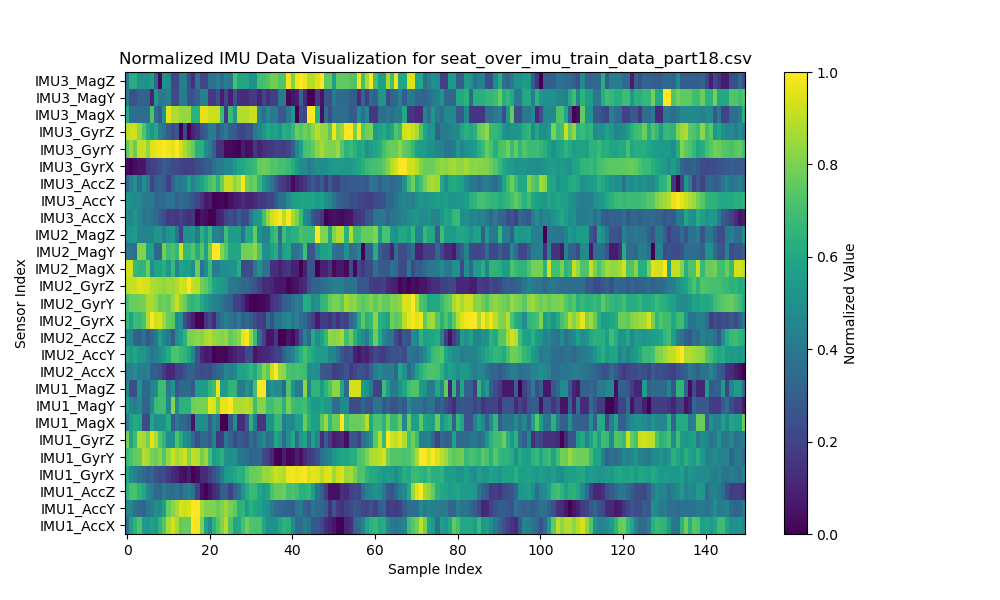 Normalized IMU Data Visualization for seat_over_imu_train_data_part18.csv
IMU3_MagZ
IMU3_MagY
IMU3_MagX
IMU3_GyrZ
IMU3_GyrY
IMU3_GyrX
IMU3_AccZ
IMU3_AccY
IMU3_AccX
IMU2_MagZ
IMU2_MagY
IMU2_MagX
IMU2_GyrZ
IMU2_GyrY
IMU2_GyrX
IMU2_AccZ
IMU2_AccY
IMU2_AccX
IMU1_MagZ
IMU1_MagY
IMU1_MagX
IMU1_GyrZ
IMU1_GyrY
IMU1_GyrX
IMU1_AccZ
IMU1_AccY
IMU1_AccX
Sensor Index
0 20 40 60 80 100 120 140
Sample Index
1.0
0.8
0.6
0.4
0.2
0.0
Normalized Value